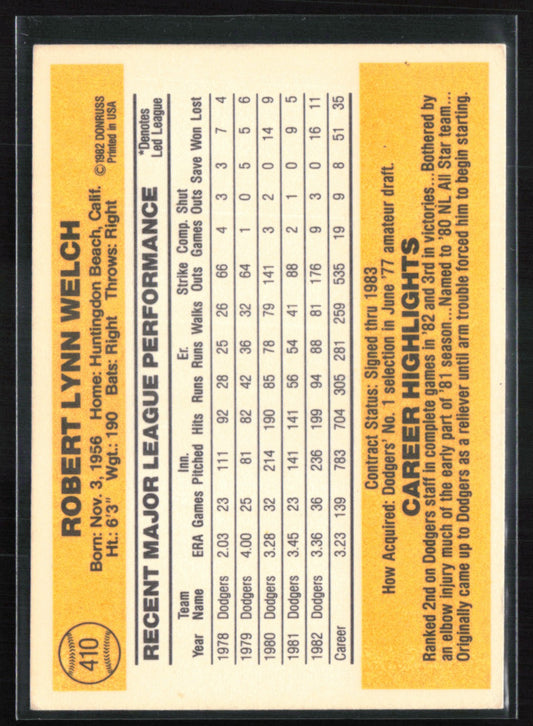 410
ROBERT LYNN WELCH
Born: Nov. 3, 1956 Home: Huntingdon Beach, Calif.
Ht.: 6'3" Wgt.: 190 Bats: Right Throws: Right
©1982 DONRUSS
Printed in USA
RECENT MAJOR LEAGUE PERFORMANCE
*Denotes
Led League
Team Inn. Er. Strike Comp. Shut
Year Name ERA Games Pitched Hits Runs Runs Walks Outs Games Outs Save Won Lost
1978 Dodgers 2.03 23 111 92 28 25 26 66 4 3 3 7 4
1979 Dodgers 4.00 25 81 82 42 36 32 64 1 0 5 5 6
1980 Dodgers 3.28 32 214 190 85 78 79 141 3 2 0 14 9
1981 Dodgers 3.45 23 141 141 56 54 41 88 2 1 0 9 5
1982 Dodgers 3.36 36 236 199 94 88 81 176 9 3 0 16 11
Career 3.23 139 783 704 305 281 259 535 19 9 8 51 35
Contract Status: Signed thru 1983
How Acquired: Dodgers' No. 1 selection in June '77 amateur draft.
CAREER HIGHLIGHTS
Ranked 2nd on Dodgers staff in complete games in '82 and 3rd in victories...Bothered by
an elbow injury much of the early part of '81 season...Named to '80 NL All Star team...
Originally came up to Dodgers as a reliever until arm trouble forced him to begin starting.